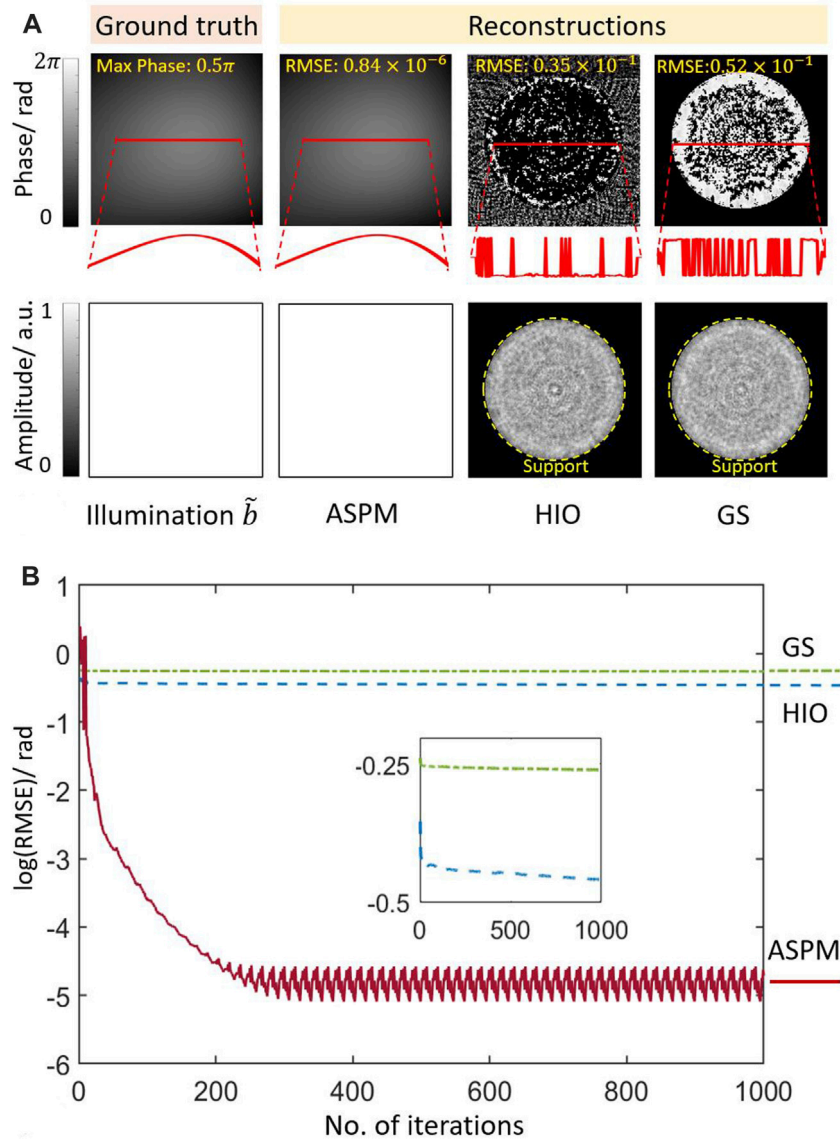 A
Ground truth
Reconstructions
2π
Phase/ rad
0
Max Phase: 0.5π
RMSE: 0.84 × 10⁻⁶
RMSE: 0.35 × 10⁻¹
RMSE:0.52 × 10⁻¹
1
Amplitude/ a.u.
0
Support
Support
Illumination b̃
ASPM
HIO
GS
B
1
0
-1
-2
-3
-4
-5
-6
log(RMSE)/ rad
0
200
400
600
800
1000
No. of iterations
-0.25
-0.5
0
500
1000
GS
HIO
ASPM